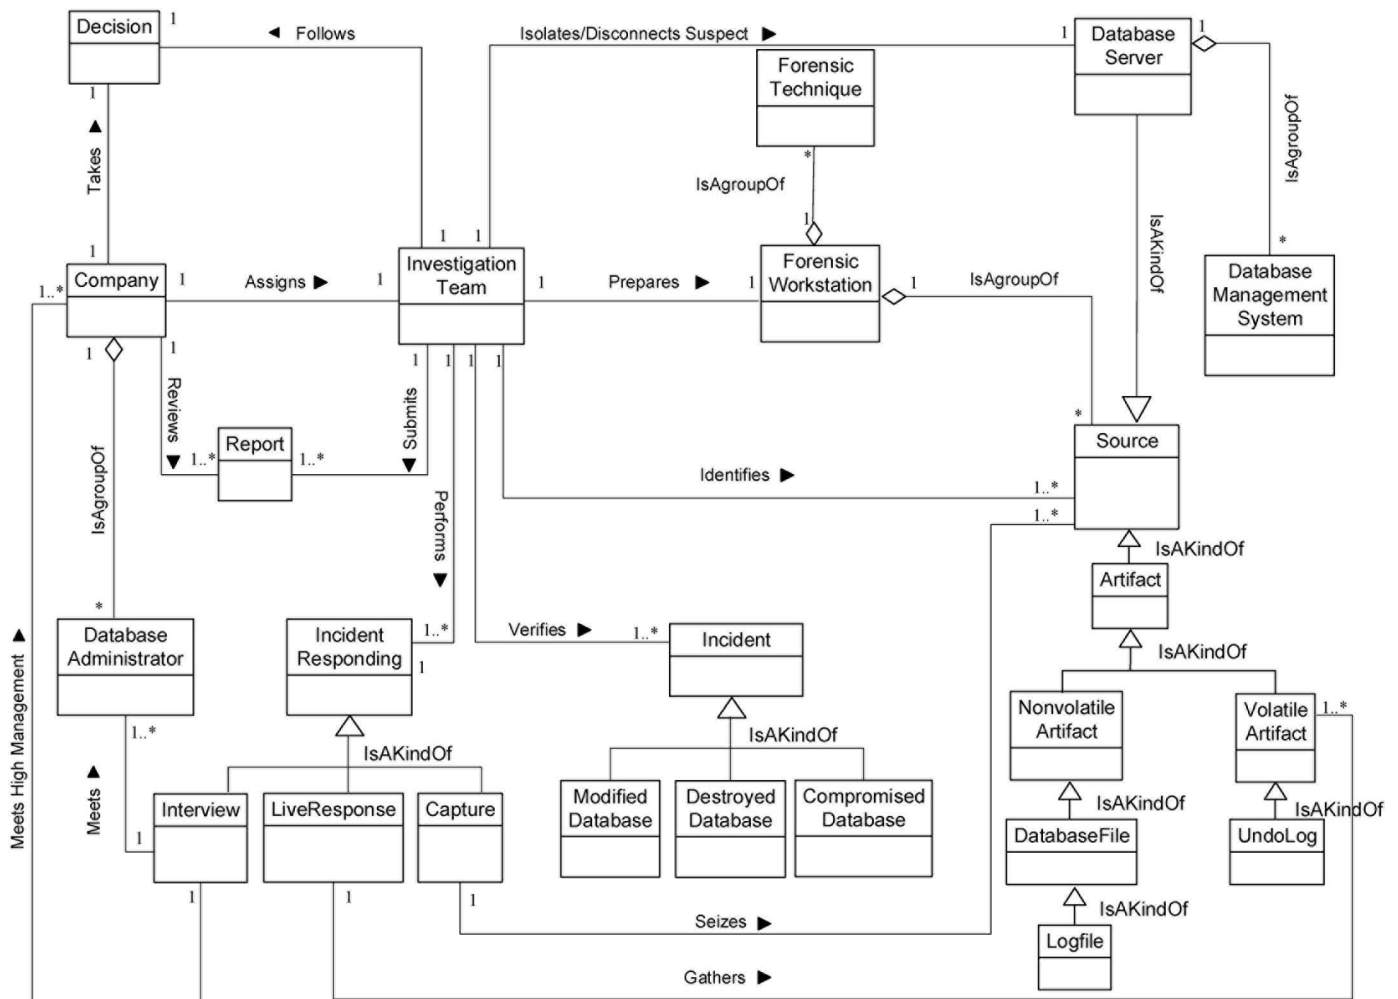 Decision
1
◄ Follows
Isolates/Disconnects Suspect ►
1
Database
Server
1
Forensic
Technique
1
Takes ►
*
IsAgroupOf
IsAgroupOf
IsAKindOf
1
1
1
1
*
Company
1..*
1
Assigns ►
1
Investigation
Team
1
Prepares ►
1
Forensic
Workstation
1
IsAgroupOf
Database
Management
System
1
1
1
1
1
1
Reviews ►
Submits ►
*
Report
1..*
1..*
Source
IsAgroupOf
Identifies ►
1..*
1..*
Performs ►
IsAKindOf
Artifact
*
Database
Administrator
Incident
Responding
1..*
1
Verifies ►
1..*
Incident
IsAKindOf
Meets High Management ►
1..*
Nonvolatile
Artifact
Volatile
Artifact
1..*
IsAKindOf
IsAKindOf
Meets ►
1
Interview
LiveResponse
Capture
Modified
Database
Destroyed
Database
Compromised
Database
IsAKindOf
IsAKindOf
DatabaseFile
UndoLog
1
1
1
Seizes ►
IsAKindOf
Logfile
Gathers ►